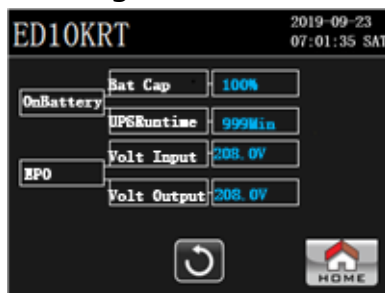 ED10KRT
2019-09-23
07:01:35 SAT
Bat Cap 100%
OnBattery
UPSRuntime 999Min
Volt Input 208.0V
EPO
Volt Output 208.0V
HOME